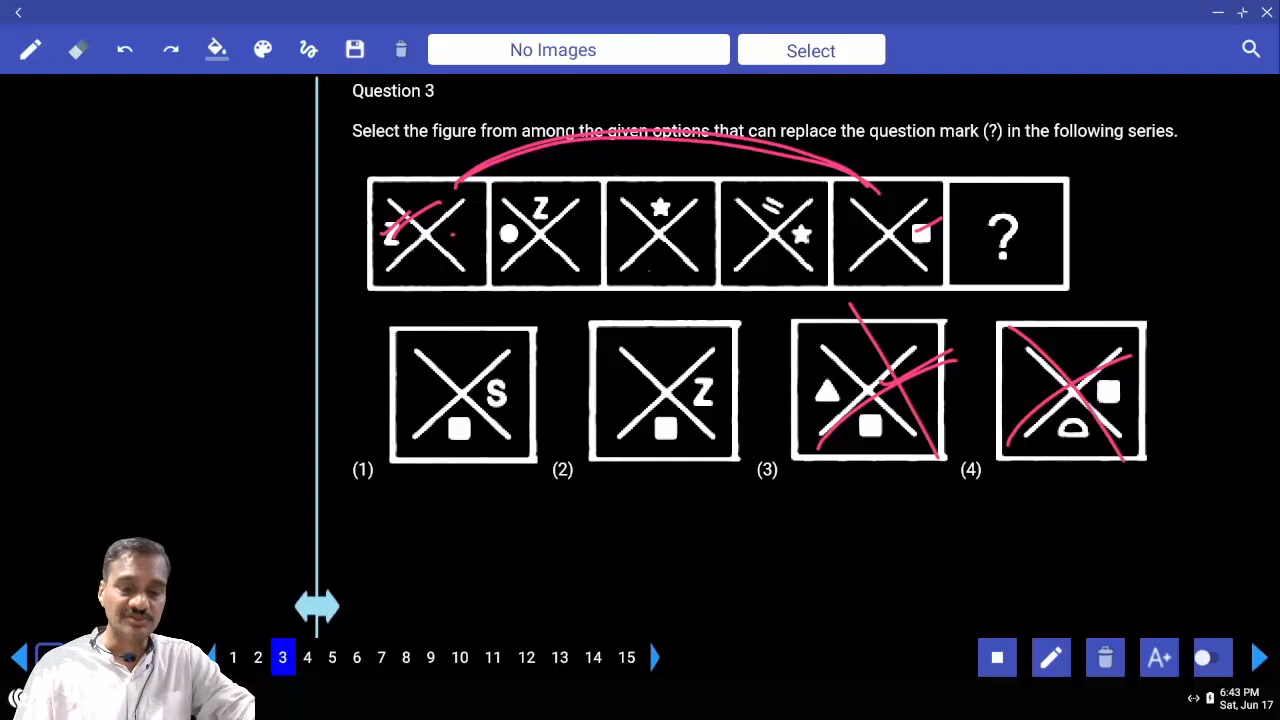 No Images
Select
Question 3
Select the figure from among the given options that can replace the question mark (?) in the following series.
Z
Z
=
?
S
Z
(1)
(2)
(3)
(4)
1 2 3 4 5 6 7 8 9 10 11 12 13 14 15
A+
6:43 PM
Sat, Jun 17